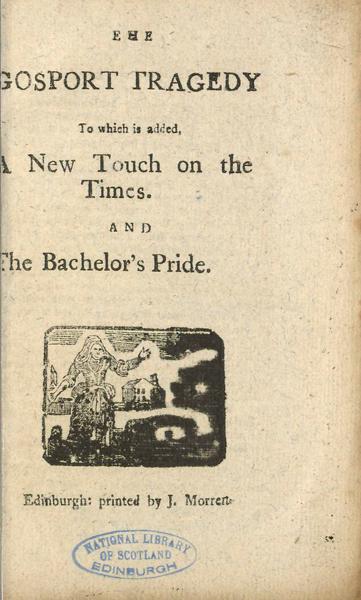 EHE
GOSPORT TRAGEDY
To which is added,
A New Touch on the
Times.
AND
The Bachelor's Pride.
Edinburgh: printed by J. Morren
NATIONAL LIBRARY
OF SCOTLAND
EDINBURGH